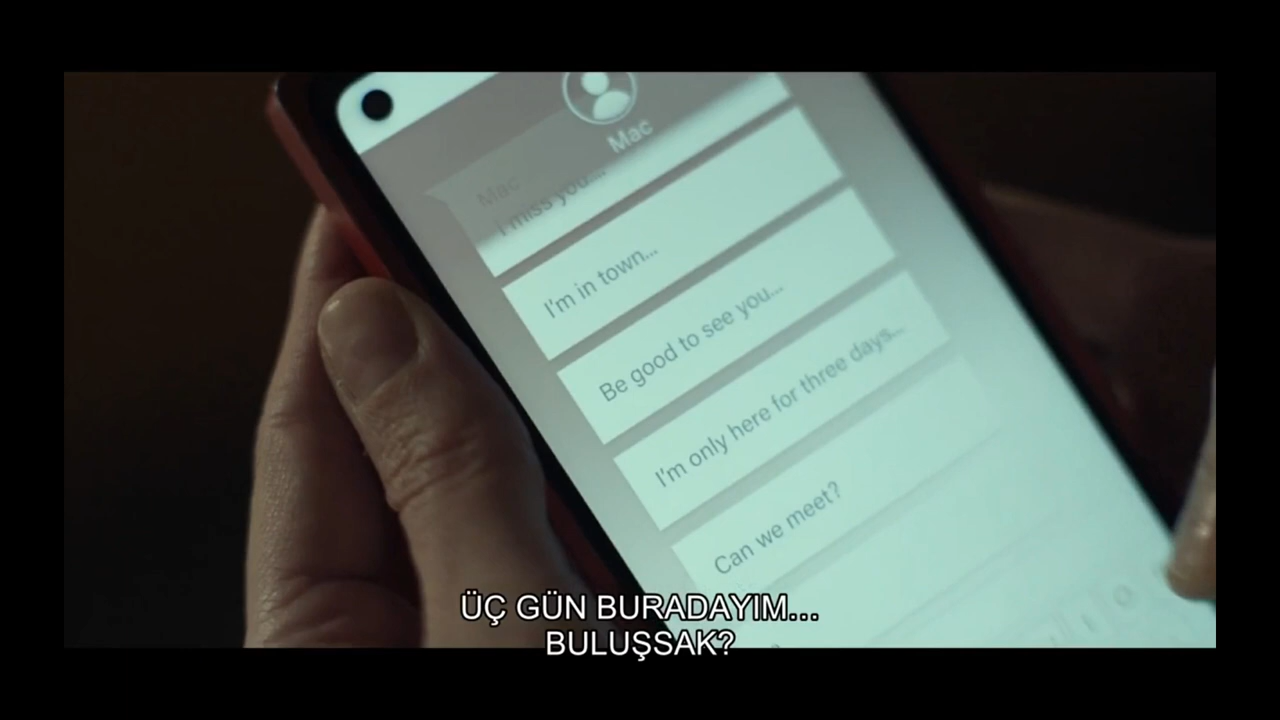 Mac
Mac
I miss you...
I'm in town...
Be good to see you...
I'm only here for three days...
Can we meet?
ÜÇ GÜN BURADAYIM...
BULUŞSAK?